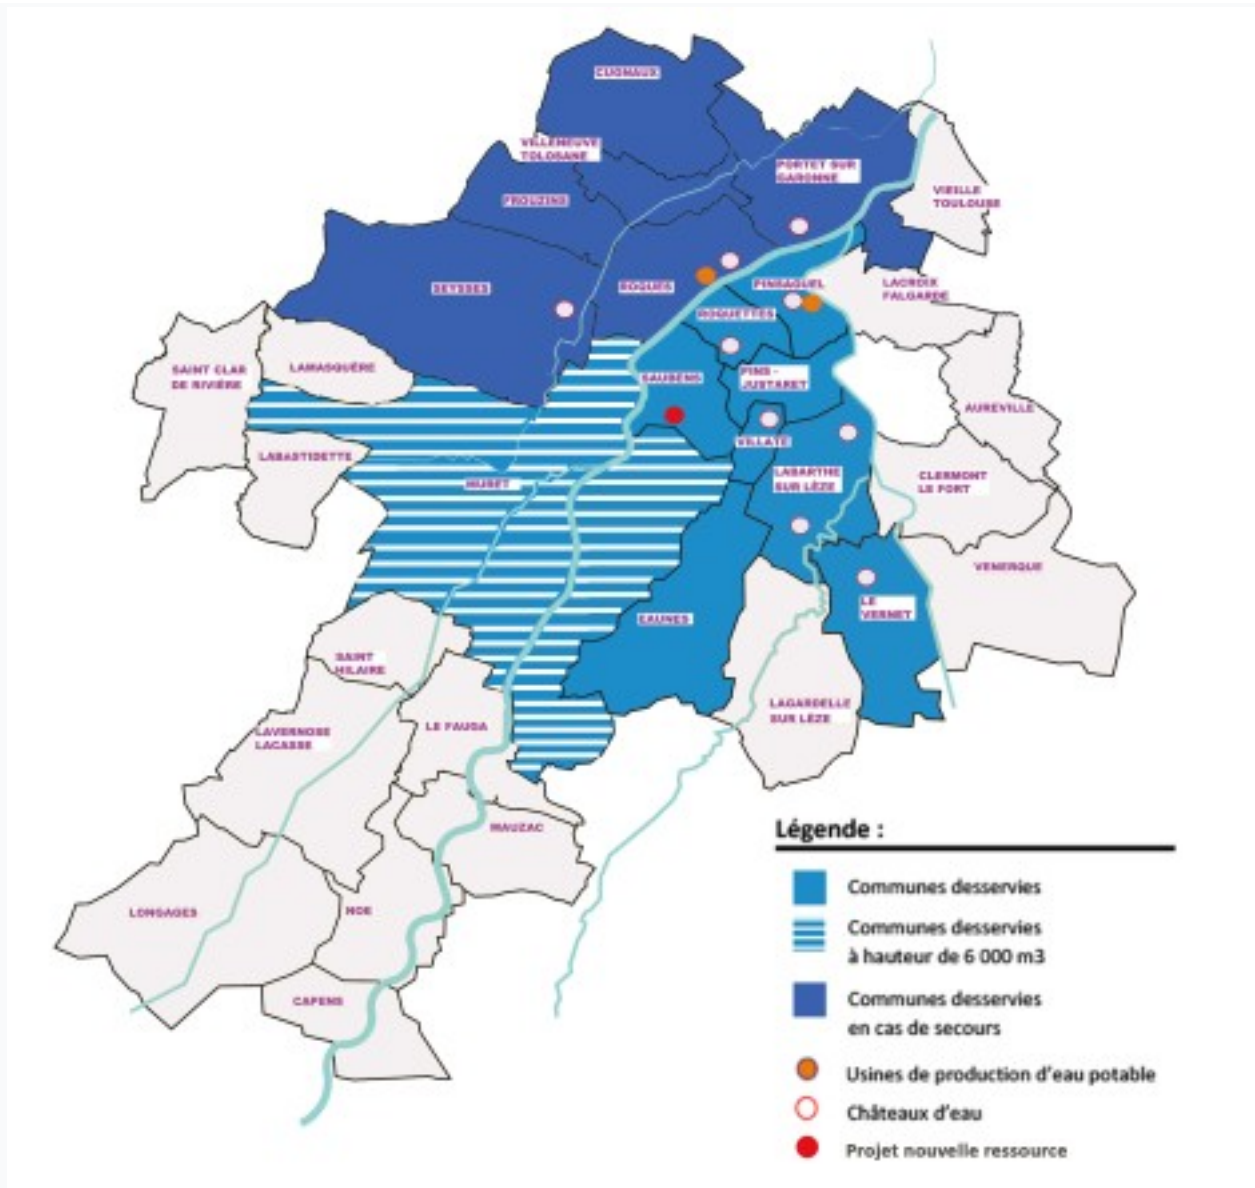 CUGNAUX
VILLENEUVE
TOLOSANE
PORTET SUR
GARONNE
FROUZINS
VIEILLE
TOULOUSE
SEYSSES
ROQUES
PINSAGUEL
LACROIX
FALGARDE
ROQUETTES
SAINT CLAR
DE RIVIÈRE
LAMASQUÈRE
SAUBENS
PINS -
JUSTARET
AUREVILLE
VILLATE
LABASTIDETTE
MURET
LABARTHE
SUR LÈZE
CLERMONT
LE FORT
VENERQUE
EAUNES
LE
VERNET
SAINT
HILAIRE
LAGARDELLE
SUR LÈZE
LAVERNOSE
LACASSE
LE FAUGA
MAUZAC
LONGAGES
NOE
CAPENS
Légende :
Communes desservies
Communes desservies
à hauteur de 6 000 m3
Communes desservies
en cas de secours
Usines de production d'eau potable
Châteaux d'eau
Projet nouvelle ressource